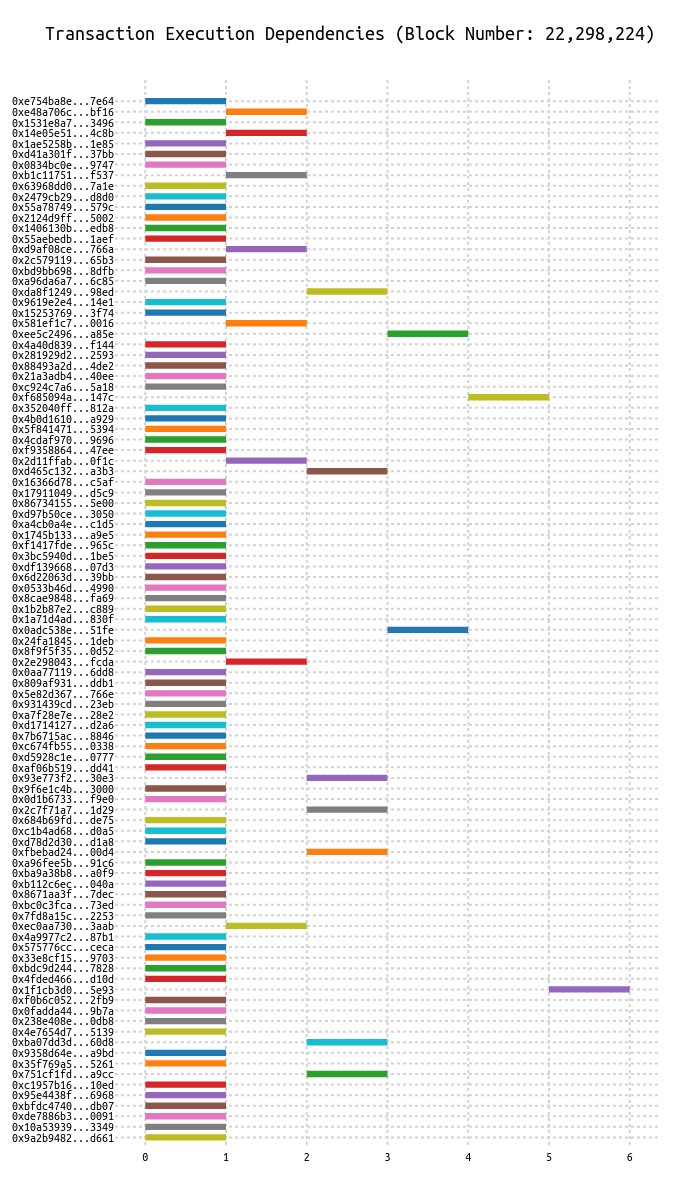 Transaction Execution Dependencies (Block Number: 22,298,224)
0xe754ba8e...7e64
0xe48a706c...bf16
0x1531e8a7...3496
0x14e05e51...4c8b
0x1ae5258b...1e85
0xd41a301f...37bb
0x0834bc0e...9747
0xb1c11751...f537
0x63968dd0...7a1e
0x2479cb29...d8d0
0x55a78749...579c
0x2124d9ff...5002
0x1406130b...edb8
0x55aebedb...1aef
0xd9af08ce...766a
0x2c579119...65b3
0xbd9bb698...8dfb
0xa96da6a7...6c85
0xda8f1249...98ed
0x9619e2e4...14e1
0x15253769...3f74
0x581ef1c7...0016
0xee5c2496...a85e
0x4a40d839...f144
0x281929d2...2593
0x88493a2d...4de2
0x21a3adb4...40ee
0xc924c7a6...5a18
0xf685094a...147c
0x352040ff...812a
0x4b0d1610...a929
0x5f841471...5394
0x4cdaf970...9696
0xf9358864...47ee
0x2d11ffab...0f1c
0xd465c132...a3b3
0x16366d78...c5af
0x17911049...d5c9
0x86734155...5e00
0xd97b50ce...3050
0xa4cb0a4e...c1d5
0x1745b133...a9e5
0xf1417fde...965c
0x3bc5940d...1be5
0xdf139668...07d3
0x6d22063d...39bb
0x0533b46d...4990
0x8cae9848...fa69
0x1b2b87e2...c889
0x1a71d4ad...830f
0x0adc538e...51fe
0x24fa1845...1deb
0x8f9f5f35...0d52
0x2e298043...fcda
0x0aa77119...6dd8
0x809af931...ddb1
0x5e82d367...766e
0x931439cd...23eb
0xa7f28e7e...28e2
0xd1714127...d2a6
0x7b6715ac...8846
0xc674fb55...0338
0xd5928c1e...0777
0xaf06b519...dd41
0x93e773f2...30e3
0x9f6e1c4b...3000
0x0d1b6733...f9e0
0x2c7f71a7...1d29
0x684b69fd...de75
0xc1b4ad68...d0a5
0xd78d2d30...d1a8
0xfbebad24...00d4
0xa96fee5b...91c6
0xba9a38b8...a0f9
0xb112c6ec...040a
0x8671aa3f...7dec
0xbc0c3fca...73ed
0x7fd8a15c...2253
0xec0aa730...3aab
0x4a9977c2...87b1
0x575776cc...ceca
0x33e8cf15...9703
0xbdc9d244...7828
0x4fded466...d10d
0x1f1cb3d0...5e93
0xf0b6c052...2fb9
0x0fadda44...9b7a
0x238e408e...0db8
0x4e7654d7...5139
0xba07dd3d...60d8
0x9358d64e...a9bd
0x35f769a5...5261
0x751cf1fd...a9cc
0xc1957b16...10ed
0x95e4438f...6968
0xbfdc4740...db07
0xde7886b3...0091
0x10a53939...3349
0x9a2b9482...d661
0 1 2 3 4 5 6